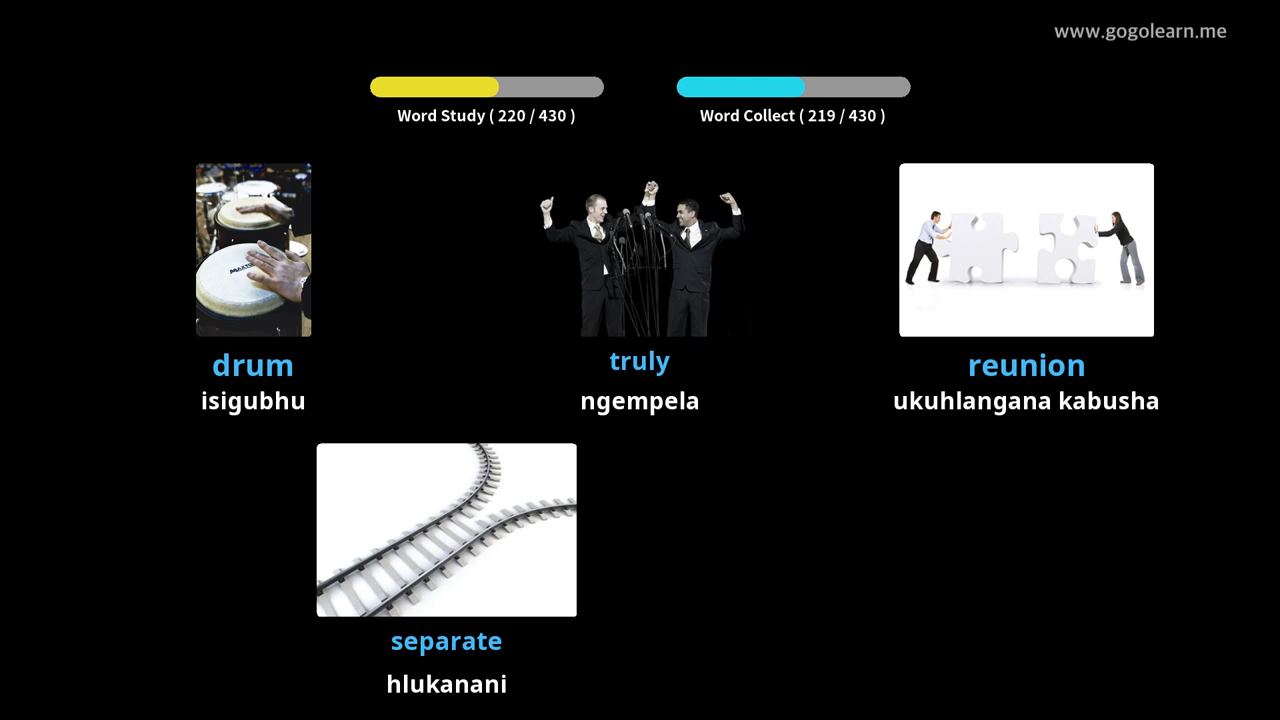 www.gogolearn.me
Word Study ( 220 / 430 )
Word Collect ( 219 / 430 )
drum
isigubhu
truly
ngempela
reunion
ukuhlangana kabusha
separate
hlukanani